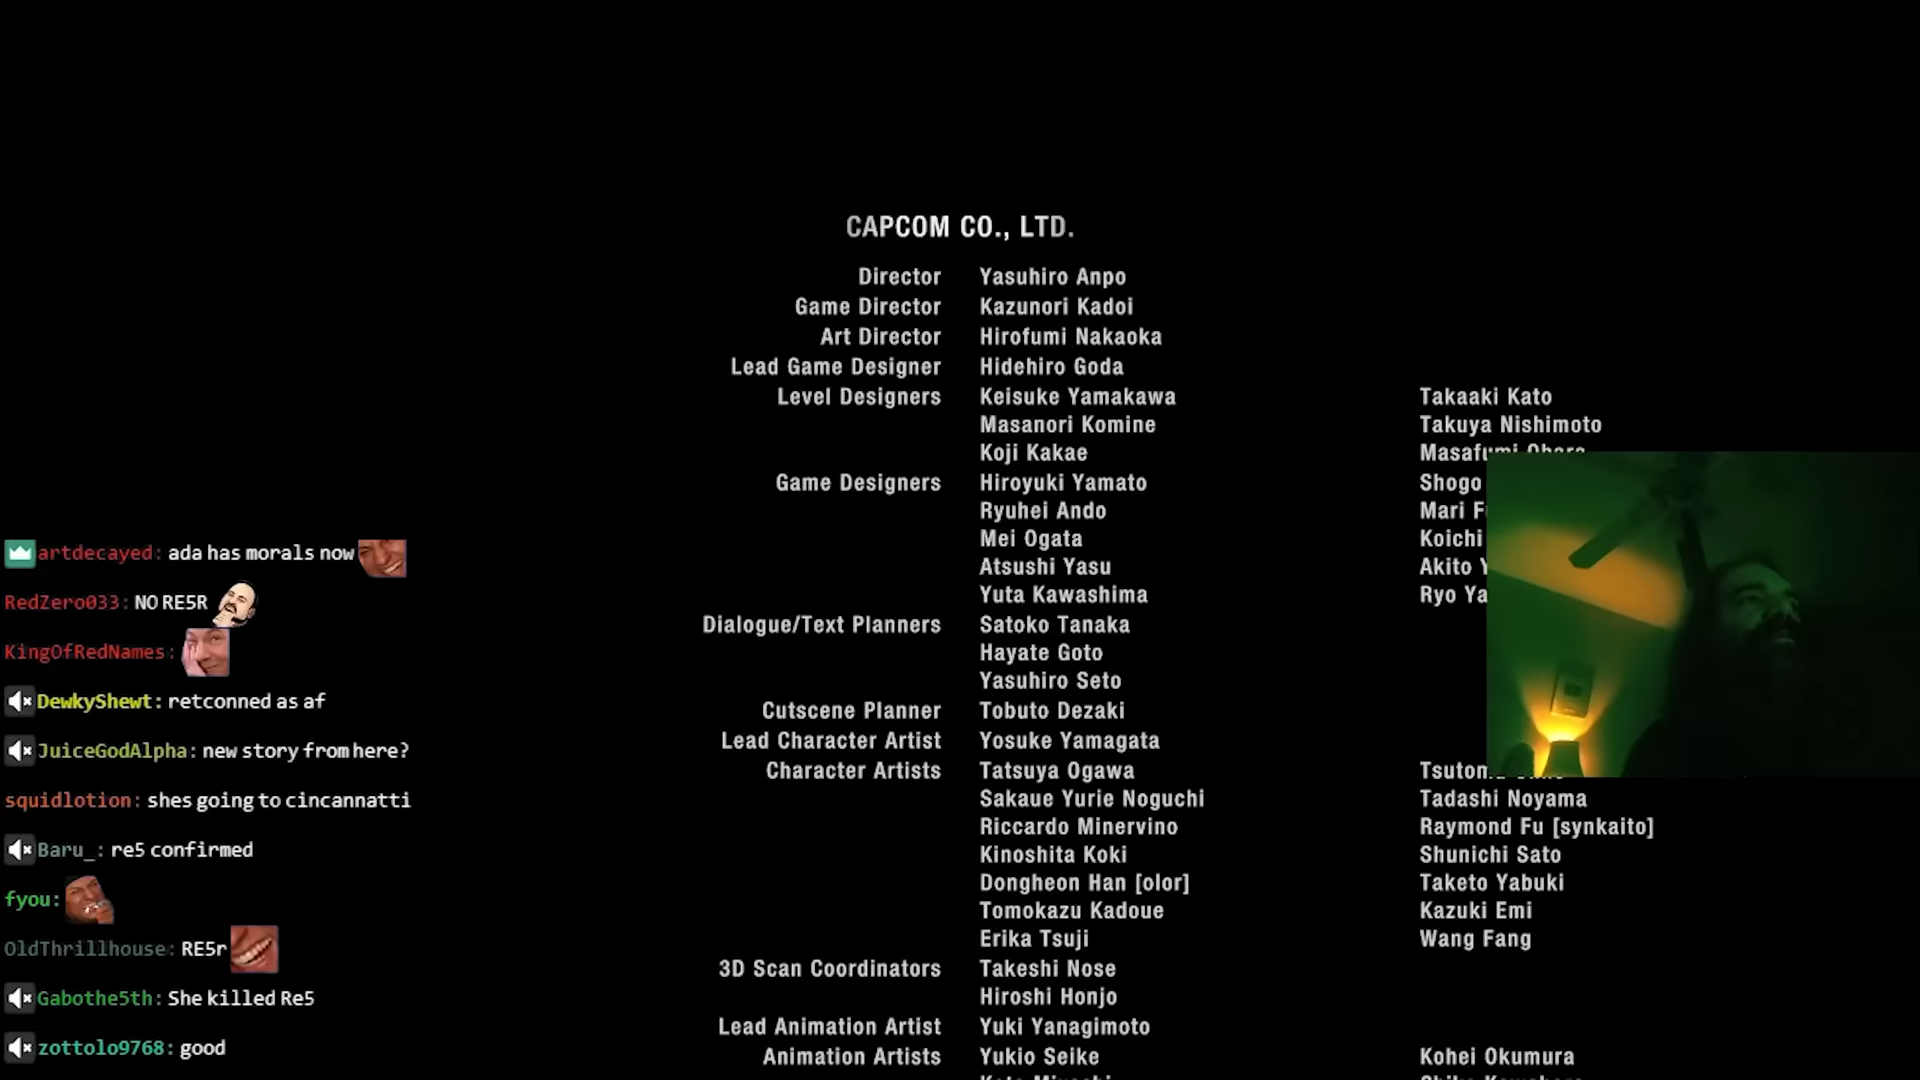 CAPCOM CO., LTD.
Director Yasuhiro Anpo
Game Director Kazunori Kadoi
Art Director Hirofumi Nakaoka
Lead Game Designer Hidehiro Goda
Level Designers Keisuke Yamakawa Takaaki Kato
Masanori Komine Takuya Nishimoto
Koji Kakae
Game Designers Hiroyuki Yamato Shogo
Ryuhei Ando Mari
Mei Ogata Koichi
Atsushi Yasu Akito
Yuta Kawashima Ryo
Dialogue/Text Planners Satoko Tanaka
Hayate Goto
Yasuhiro Seto
Cutscene Planner Tobuto Dezaki
Lead Character Artist Yosuke Yamagata
Character Artists Tatsuya Ogawa
Sakaue Yurie Noguchi Tadashi Noyama
Riccardo Minervino Raymond Fu [synkaito]
Kinoshita Koki Shunichi Sato
Dongheon Han [olor] Taketo Yabuki
Tomokazu Kadoue Kazuki Emi
Erika Tsuji Wang Fang
3D Scan Coordinators Takeshi Nose
Hiroshi Honjo
Lead Animation Artist Yuki Yanagimoto
Animation Artists Yukio Seike Kohei Okumura
artdecayed: ada has morals now
RedZero033: NO RE5R
KingOfRedNames:
DewkyShewt: retconned as af
JuiceGodAlpha: new story from here?
squidlotion: shes going to cincannatti
Baru_: re5 confirmed
fyou:
OldThrillhouse: RE5r
Gabothe5th: She killed Re5
zottolo9768: good